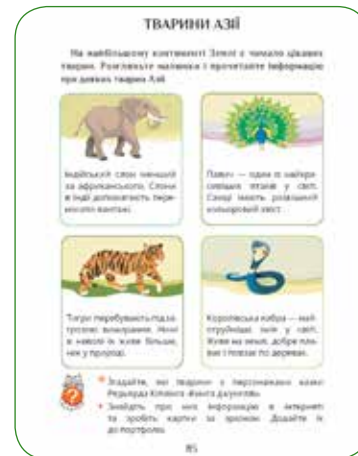 ТВАРИНИ АЗІЇ
На найбільшому континенті Землі є чимало цікавих
тварин. Розгляньте малюнки і прочитайте інформацію
про деяких тварин Азії.
Індійський слон менший
за африканського. Слони
в Індії допомагають пере-
носити вантажі.
Павич — один із найкра-
сивіших птахів у світі.
Самці мають розкішний
кольоровий хвіст.
Тигри перебувають під за-
грозою вимирання. Нині
в неволі їх живе більше,
ніж у природі.
Королівська кобра — най-
отруйніша змія у світі.
Живе на землі, добре пла-
ває і повзає по деревах.
Згадайте, які тварини є персонажами казки
Редьярда Кіплінга «Книга джунглів».
Знайдіть про них інформацію в інтернеті
та зробіть картки за зразком. Додайте їх
до портфоліо.
85